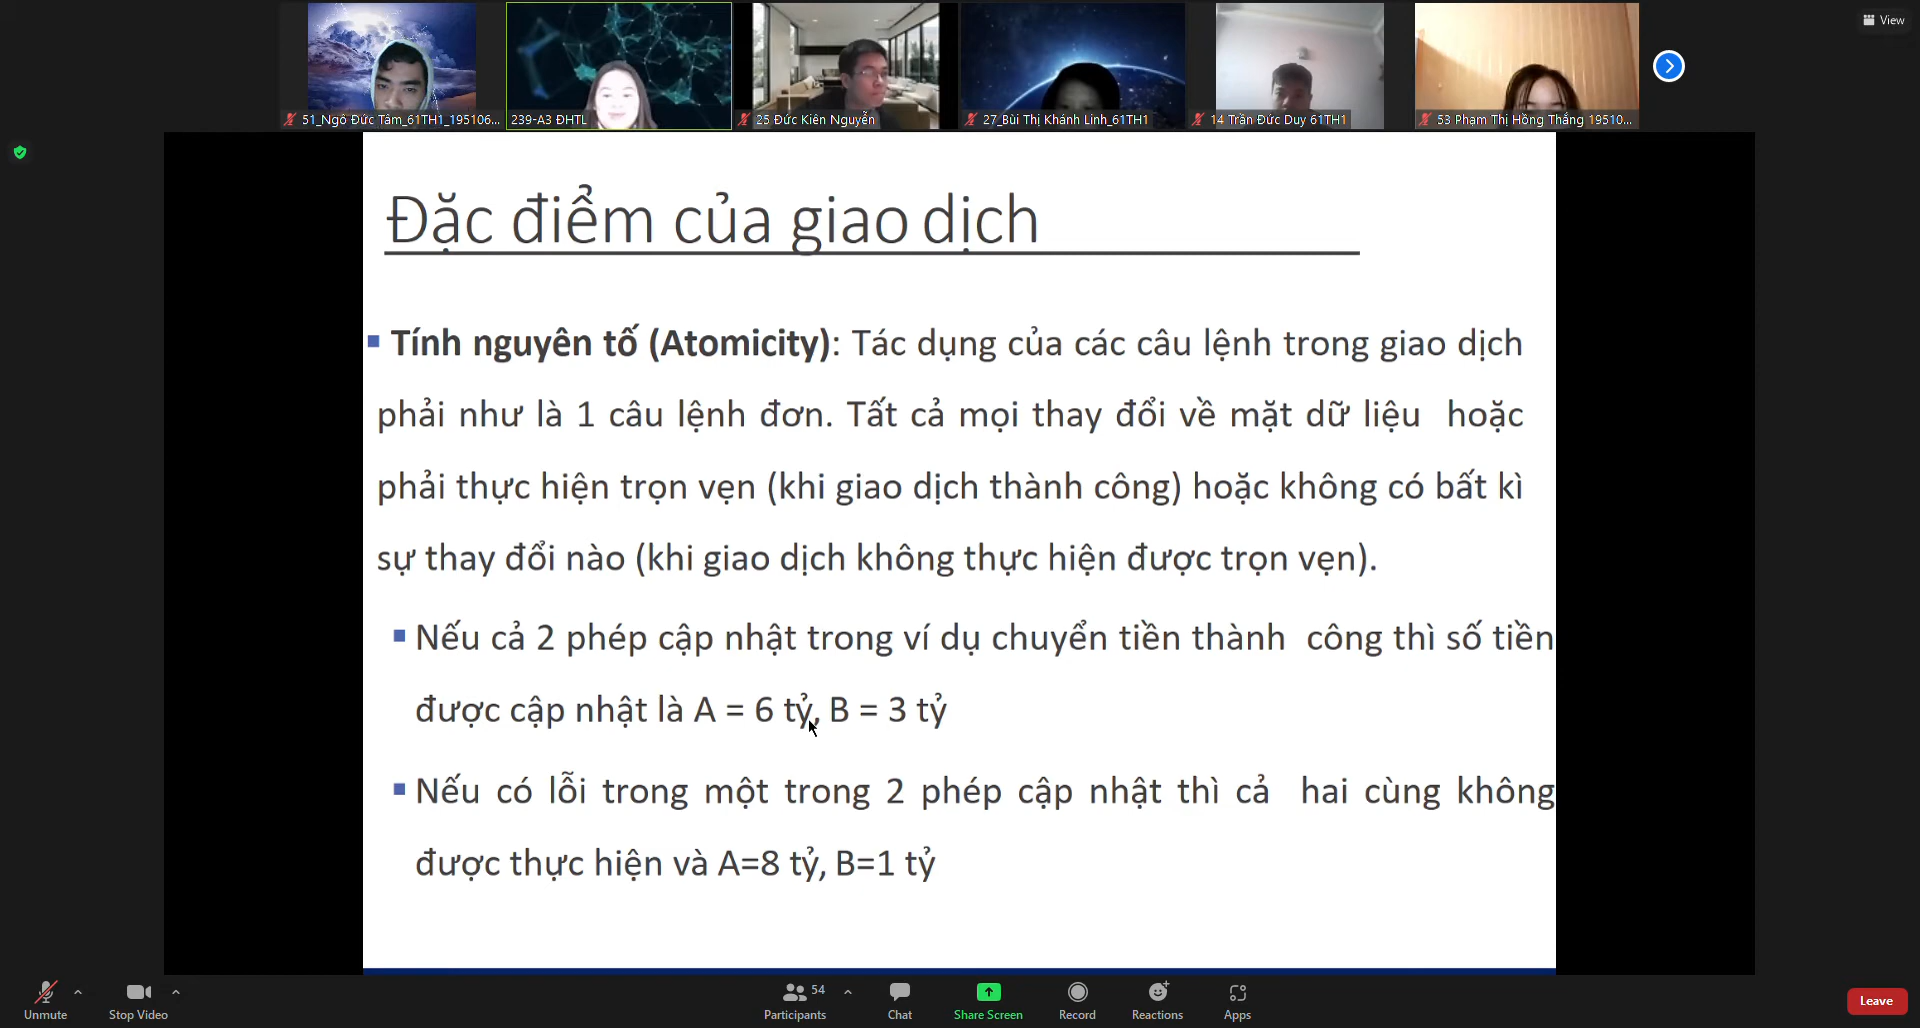 View
51_Ngô Đức Tâm_61TH1_195106...
239-A3 ĐHTL
25 Đức Kiên Nguyễn
27_Bùi Thị Khánh Linh_61TH1
14 Trần Đức Duy 61TH1
53 Phạm Thị Hồng Thắng 19510...
Đặc điểm của giao dịch
Tính nguyên tố (Atomicity): Tác dụng của các câu lệnh trong giao dịch
phải như là 1 câu lệnh đơn. Tất cả mọi thay đổi về mặt dữ liệu hoặc
phải thực hiện trọn vẹn (khi giao dịch thành công) hoặc không có bất kì
sự thay đổi nào (khi giao dịch không thực hiện được trọn vẹn).
Nếu cả 2 phép cập nhật trong ví dụ chuyển tiền thành công thì số tiền
được cập nhật là A = 6 tỷ, B = 3 tỷ
Nếu có lỗi trong một trong 2 phép cập nhật thì cả hai cùng không
được thực hiện và A=8 tỷ, B=1 tỷ
Unmute
Stop Video
54
Participants
Chat
Share Screen
Record
Reactions
Apps
Leave